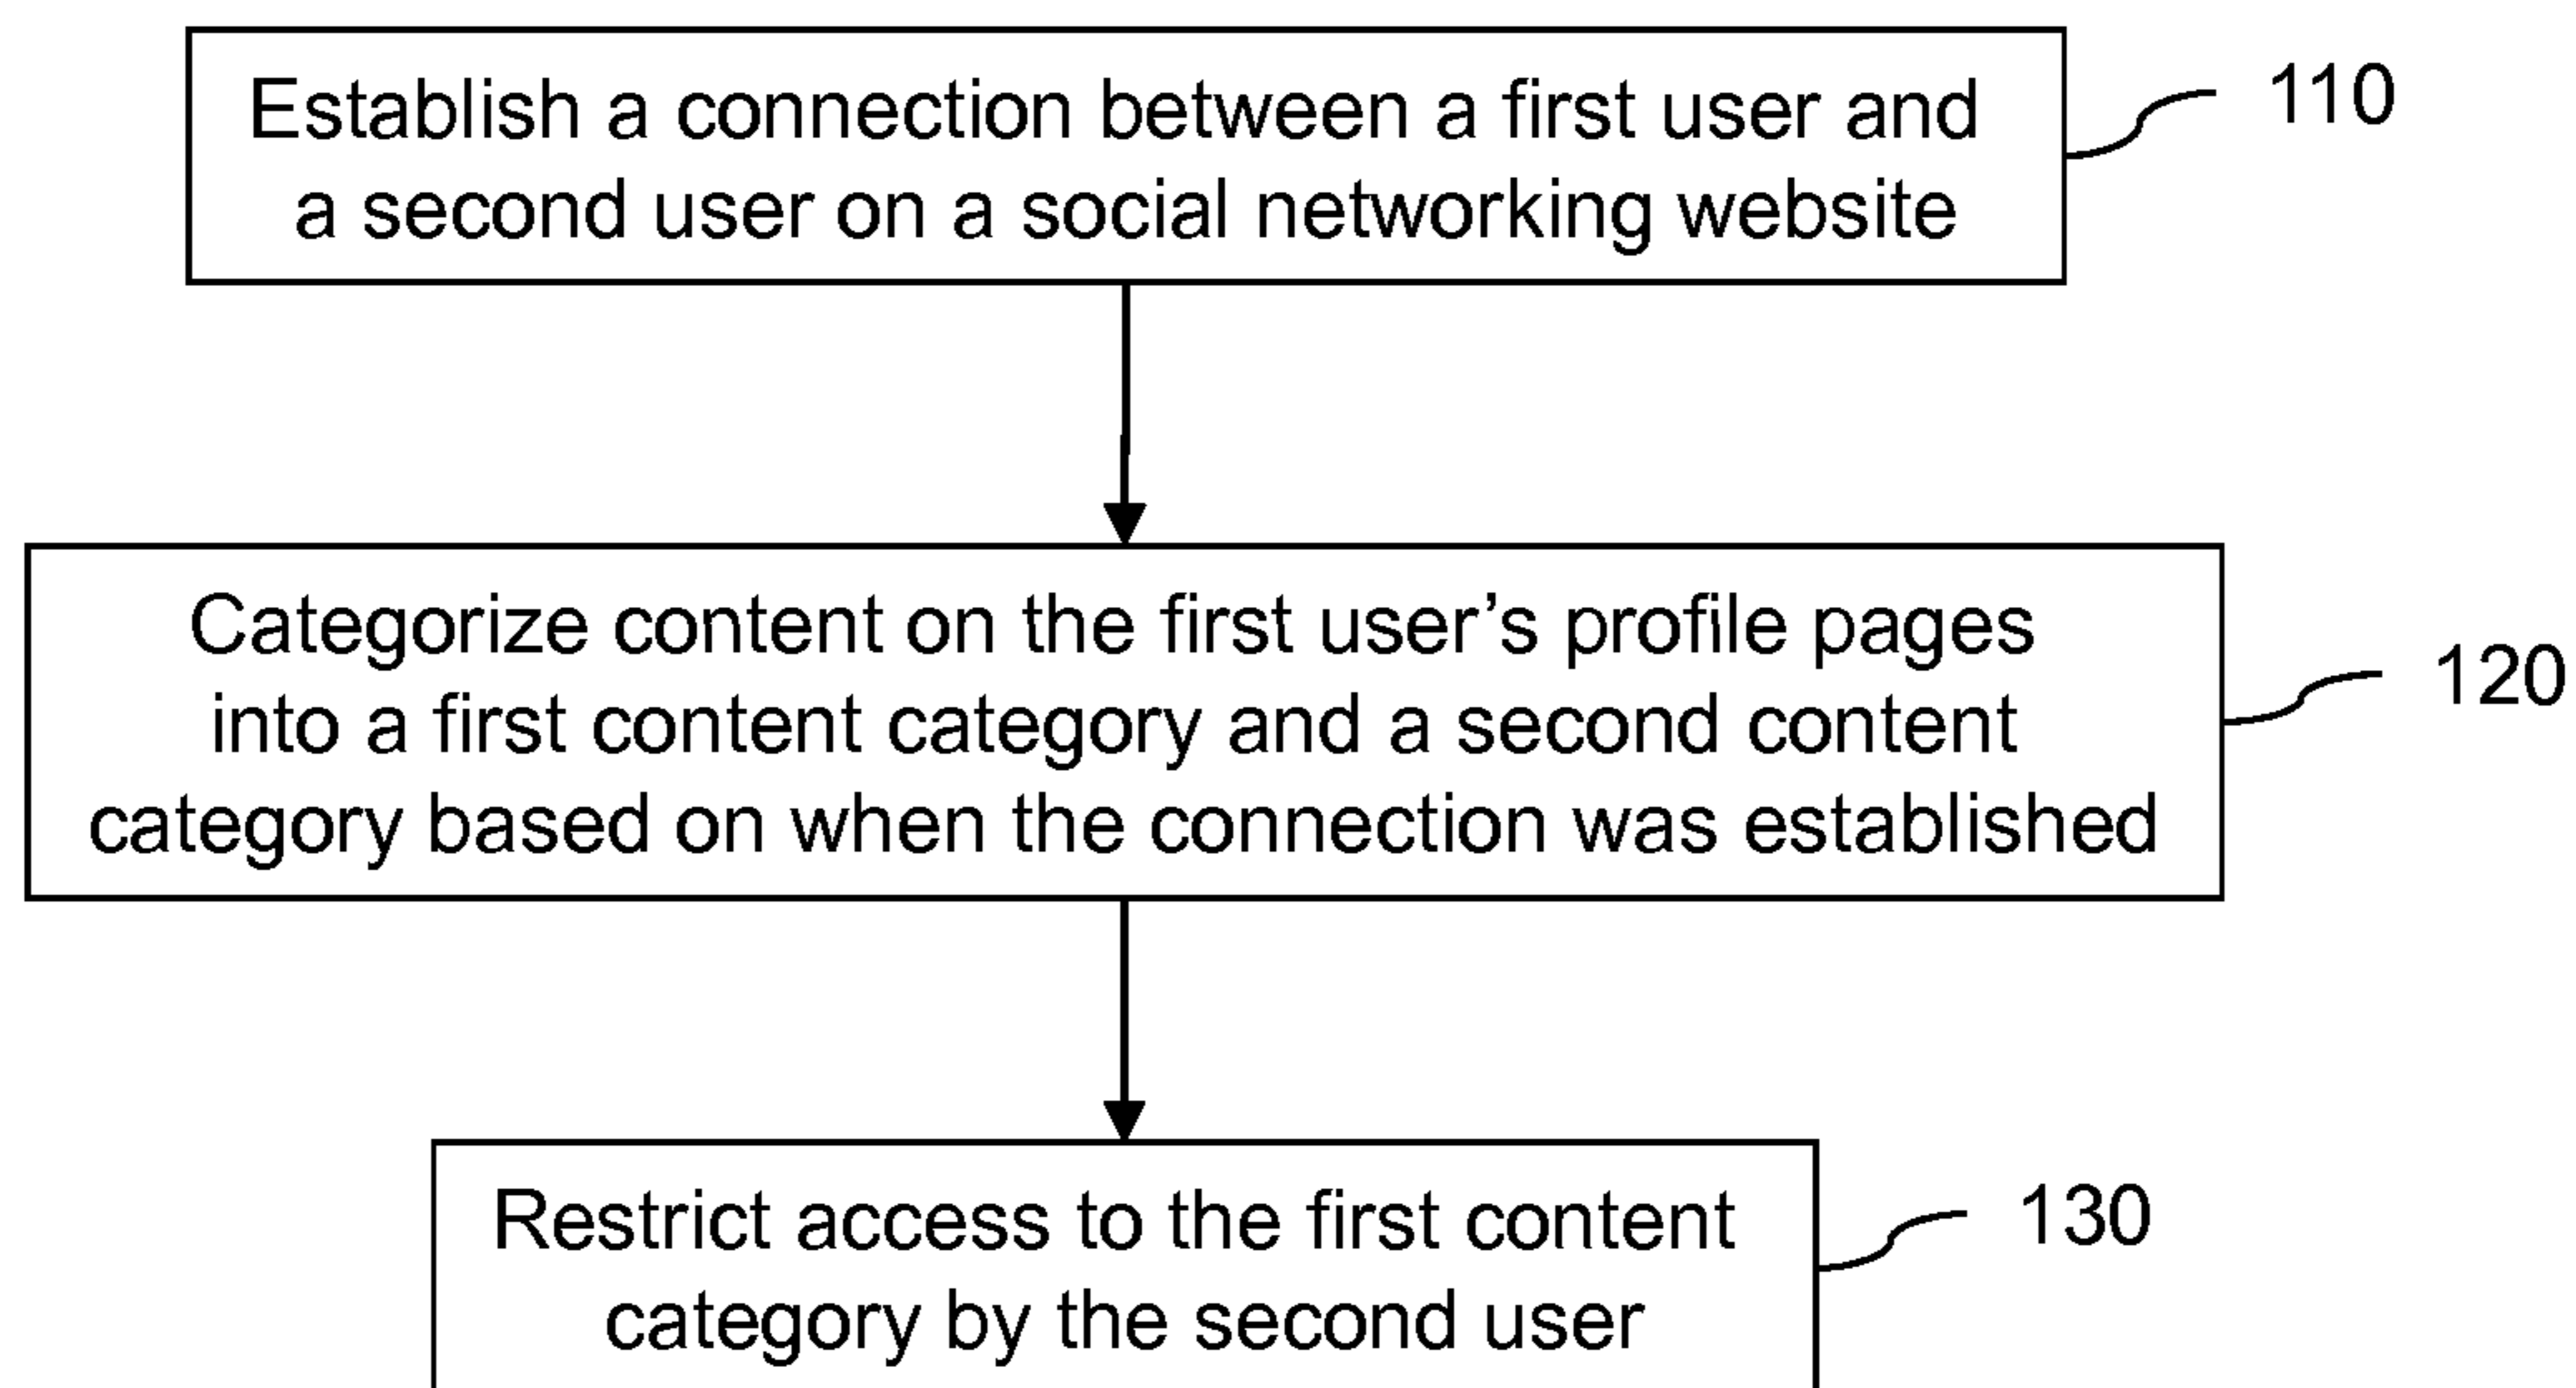 Establish a connection between a first user and
a second user on a social networking website
110
Categorize content on the first user’s profile pages
into a first content category and a second content
category based on when the connection was established
120
Restrict access to the first content
category by the second user
130